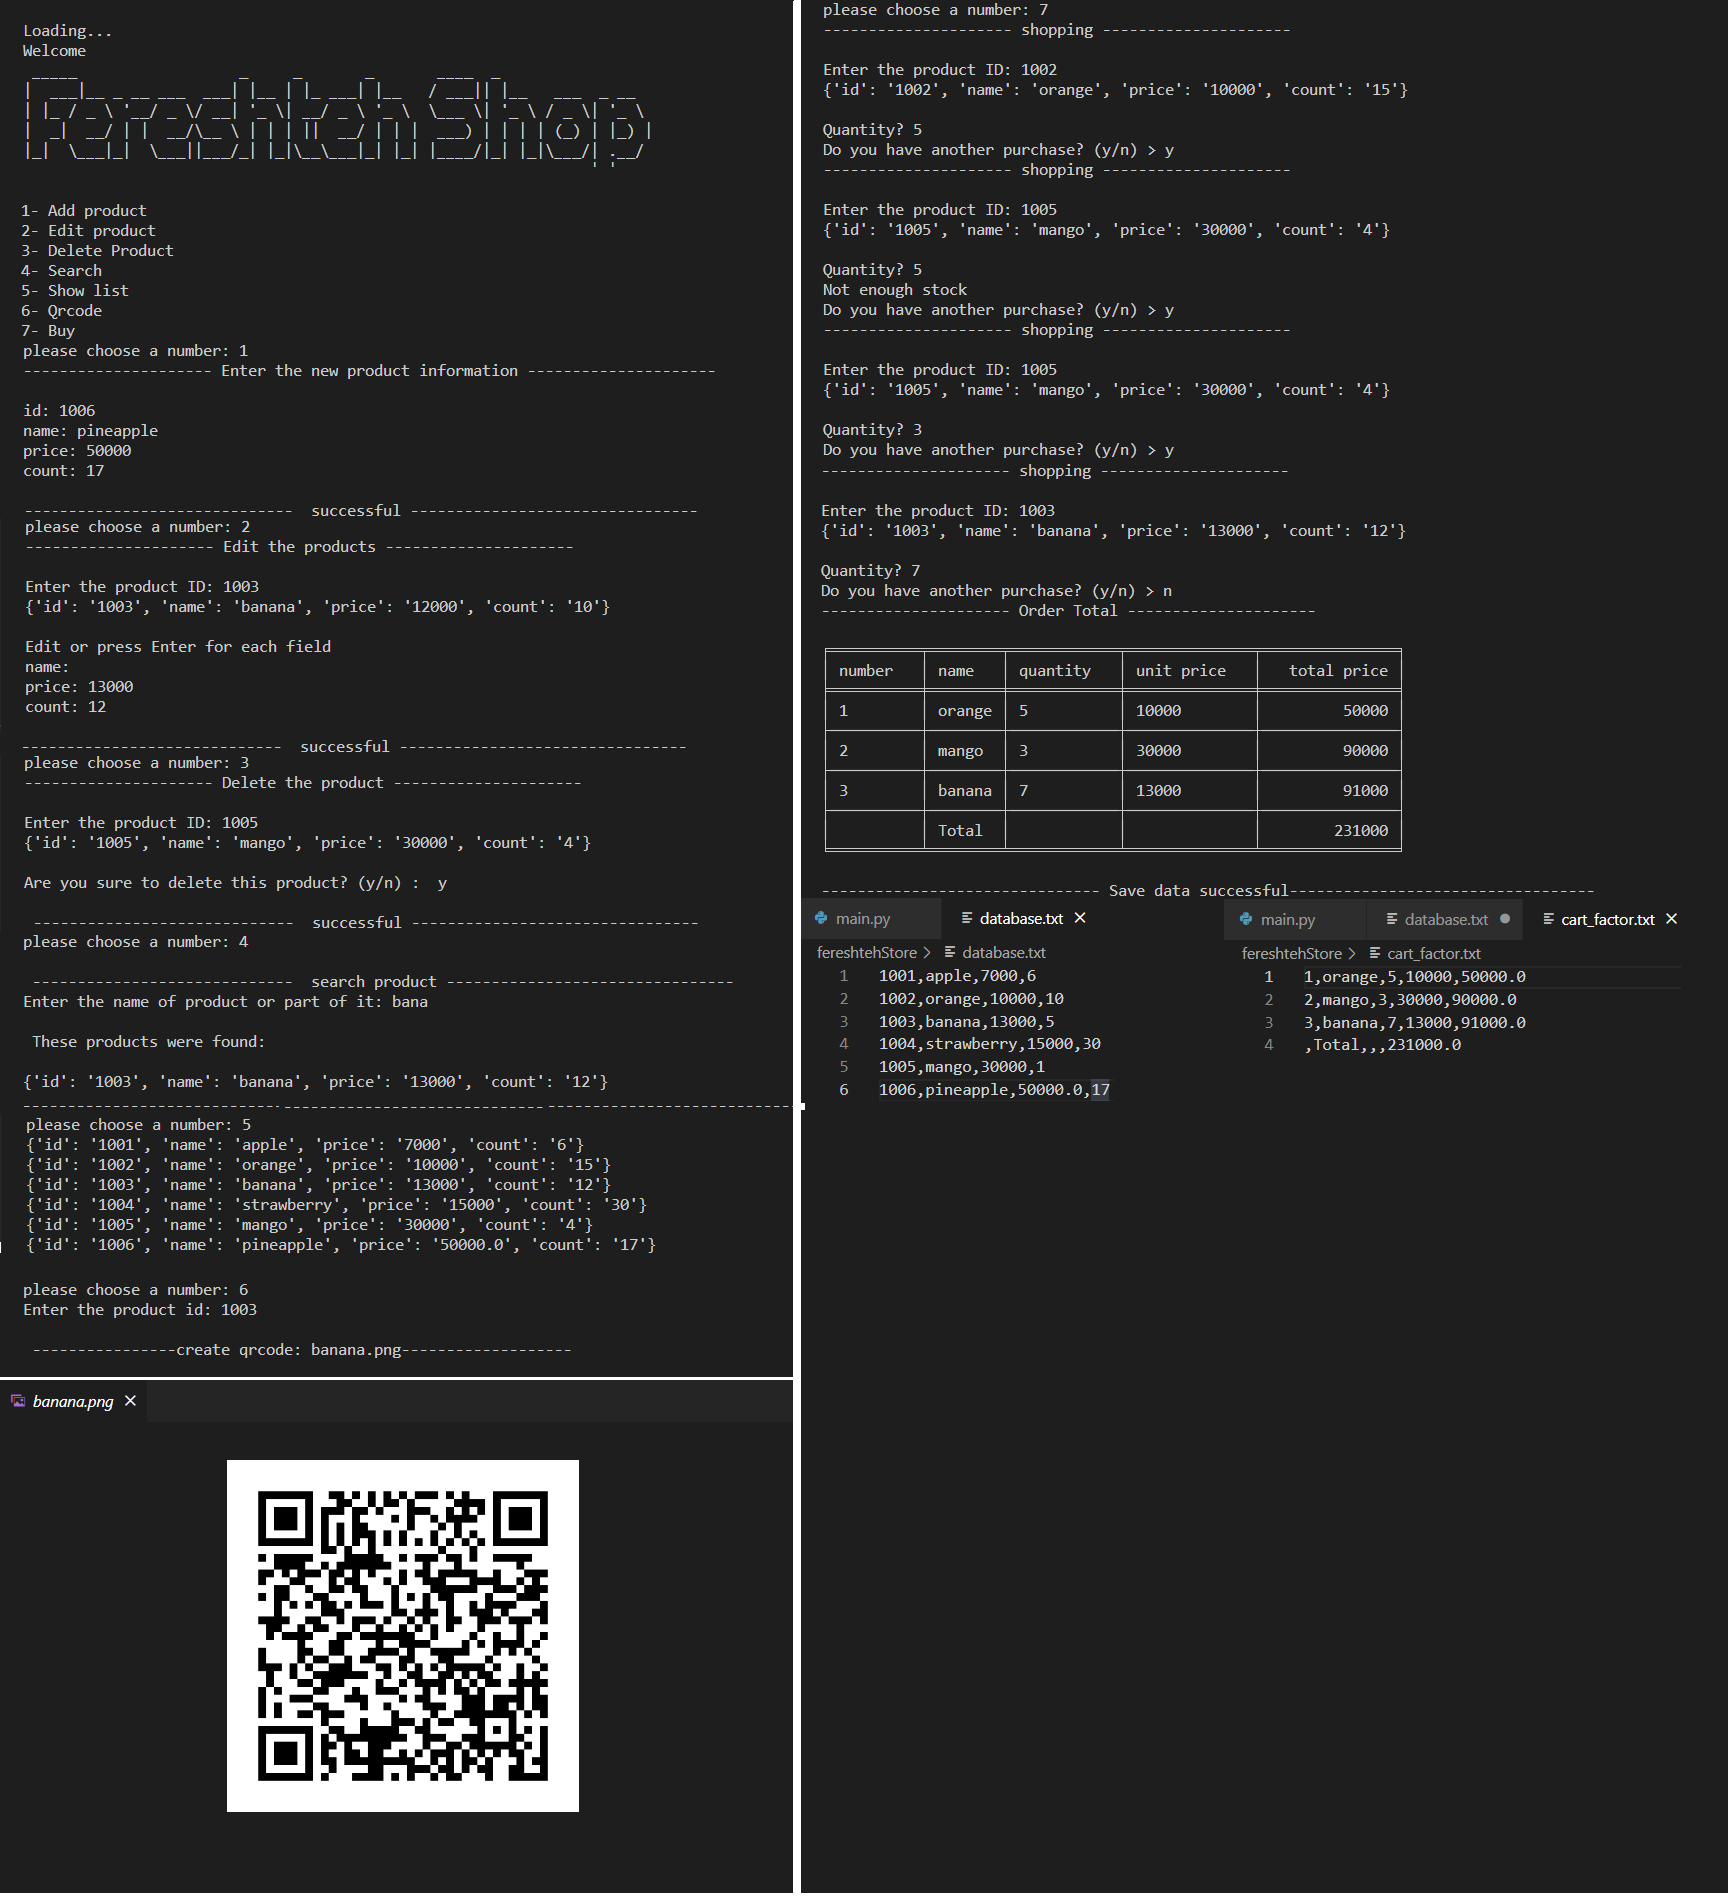 Loading...
Welcome
Fereshteh Shop
1- Add product
2- Edit product
3- Delete Product
4- Search
5- Show list
6- Qrcode
7- Buy
please choose a number: 1
--------------------- Enter the new product information ---------------------
id: 1006
name: pineapple
price: 50000
count: 17
------------------------------ successful --------------------------------
please choose a number: 2
--------------------- Edit the products ---------------------
Enter the product ID: 1003
{'id': '1003', 'name': 'banana', 'price': '12000', 'count': '10'}
Edit or press Enter for each field
name:
price: 13000
count: 12
----------------------------- successful --------------------------------
please choose a number: 3
--------------------- Delete the product ---------------------
Enter the product ID: 1005
{'id': '1005', 'name': 'mango', 'price': '30000', 'count': '4'}
Are you sure to delete this product? (y/n) :  y
----------------------------- successful --------------------------------
please choose a number: 4
----------------------------- search product --------------------------------
Enter the name of product or part of it: bana
These products were found:
{'id': '1003', 'name': 'banana', 'price': '13000', 'count': '12'}
--------------------------------------------------------------------------------------
please choose a number: 5
{'id': '1001', 'name': 'apple', 'price': '7000', 'count': '6'}
{'id': '1002', 'name': 'orange', 'price': '10000', 'count': '15'}
{'id': '1003', 'name': 'banana', 'price': '13000', 'count': '12'}
{'id': '1004', 'name': 'strawberry', 'price': '15000', 'count': '30'}
{'id': '1005', 'name': 'mango', 'price': '30000', 'count': '4'}
{'id': '1006', 'name': 'pineapple', 'price': '50000.0', 'count': '17'}
please choose a number: 6
Enter the product id: 1003
----------------create qrcode: banana.png-------------------
banana.png
please choose a number: 7
--------------------- shopping ---------------------
Enter the product ID: 1002
{'id': '1002', 'name': 'orange', 'price': '10000', 'count': '15'}
Quantity? 5
Do you have another purchase? (y/n) > y
--------------------- shopping ---------------------
Enter the product ID: 1005
{'id': '1005', 'name': 'mango', 'price': '30000', 'count': '4'}
Quantity? 5
Not enough stock
Do you have another purchase? (y/n) > y
--------------------- shopping ---------------------
Enter the product ID: 1005
{'id': '1005', 'name': 'mango', 'price': '30000', 'count': '4'}
Quantity? 3
Do you have another purchase? (y/n) > y
--------------------- shopping ---------------------
Enter the product ID: 1003
{'id': '1003', 'name': 'banana', 'price': '13000', 'count': '12'}
Quantity? 7
Do you have another purchase? (y/n) > n
--------------------- Order Total ---------------------
number name quantity unit price total price
1 orange 5 10000 50000
2 mango 3 30000 90000
3 banana 7 13000 91000
Total 231000
------------------------------- Save data successful----------------------------------
main.py database.txt
fereshtehStore > database.txt
1 1001,apple,7000,6
2 1002,orange,10000,10
3 1003,banana,13000,5
4 1004,strawberry,15000,30
5 1005,mango,30000,1
6 1006,pineapple,50000.0,17
main.py database.txt cart_factor.txt
fereshtehStore > cart_factor.txt
1 1,orange,5,10000,50000.0
2 2,mango,3,30000,90000.0
3 3,banana,7,13000,91000.0
4 ,Total,,,231000.0